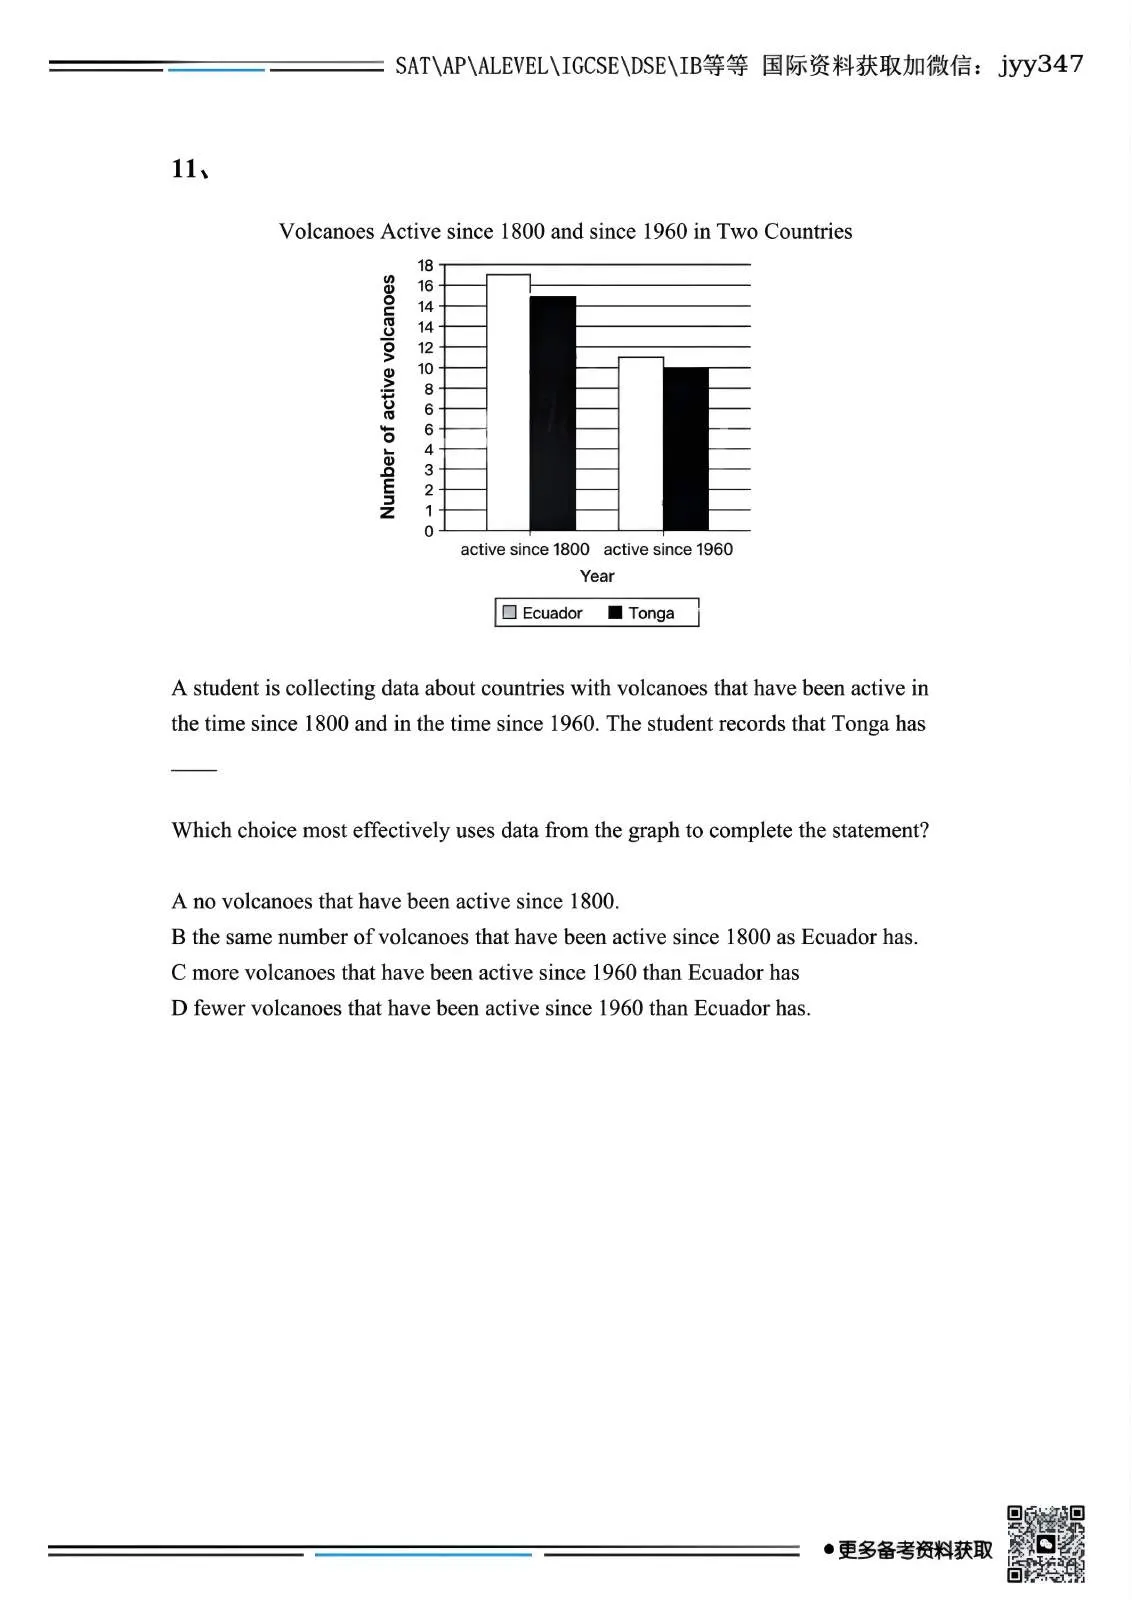 SAT\AP\ALEVEL\IGCSE\DSE\IB等等 国际资料获取加微信：jyy347
11、
Volcanoes Active since 1800 and since 1960 in Two Countries
Number of active volcanoes
18
16
14
14
12
10
8
6
6
4
3
2
1
0
active since 1800 active since 1960
Year
Ecuador Tonga
A student is collecting data about countries with volcanoes that have been active in
the time since 1800 and in the time since 1960. The student records that Tonga has
____
Which choice most effectively uses data from the graph to complete the statement?
A no volcanoes that have been active since 1800.
B the same number of volcanoes that have been active since 1800 as Ecuador has.
C more volcanoes that have been active since 1960 than Ecuador has
D fewer volcanoes that have been active since 1960 than Ecuador has.
●更多备考资料获取